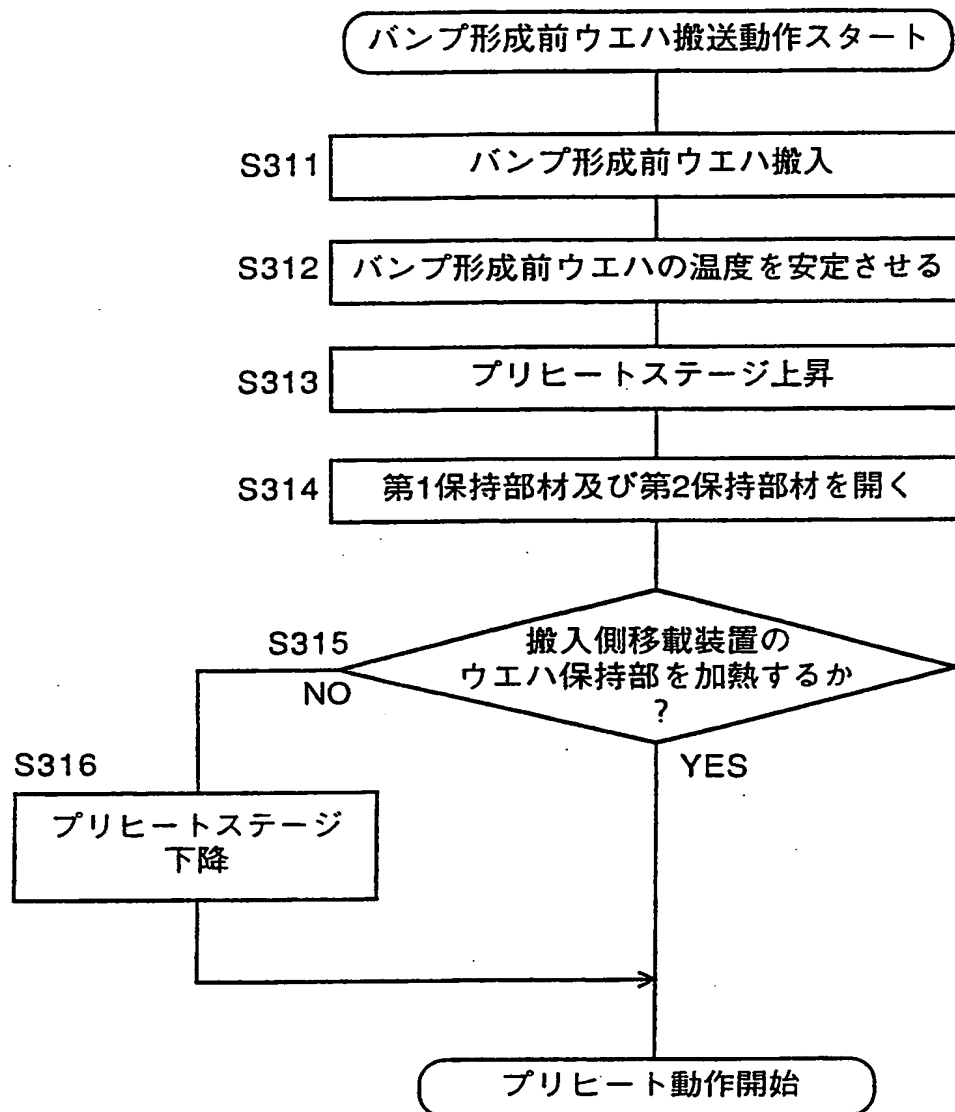 バンプ形成前ウエハ搬送動作スタート
S311
バンプ形成前ウエハ搬入
S312
バンプ形成前ウエハの温度を安定させる
S313
プリヒートステージ上昇
S314
第1保持部材及び第2保持部材を開く
S315
搬入側移載装置の
ウエハ保持部を加熱するか
?
NO
YES
S316
プリヒートステージ
下降
プリヒート動作開始